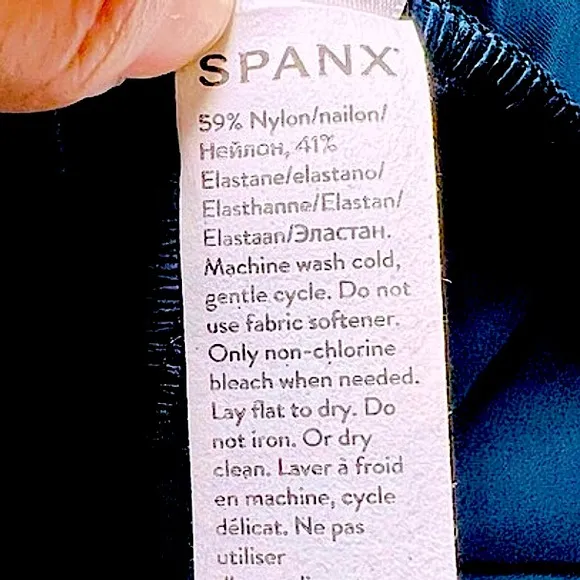 SPANX
59% Nylon/nailon/
Нейлон, 41%
Elastane/elastano/
Elasthanne/Elastan/
Elastaan/Эластан.
Machine wash cold,
gentle cycle. Do not
use fabric softener.
Only non-chlorine
bleach when needed.
Lay flat to dry. Do
not iron. Or dry
clean. Laver à froid
en machine, cycle
délicat. Ne pas
utiliser